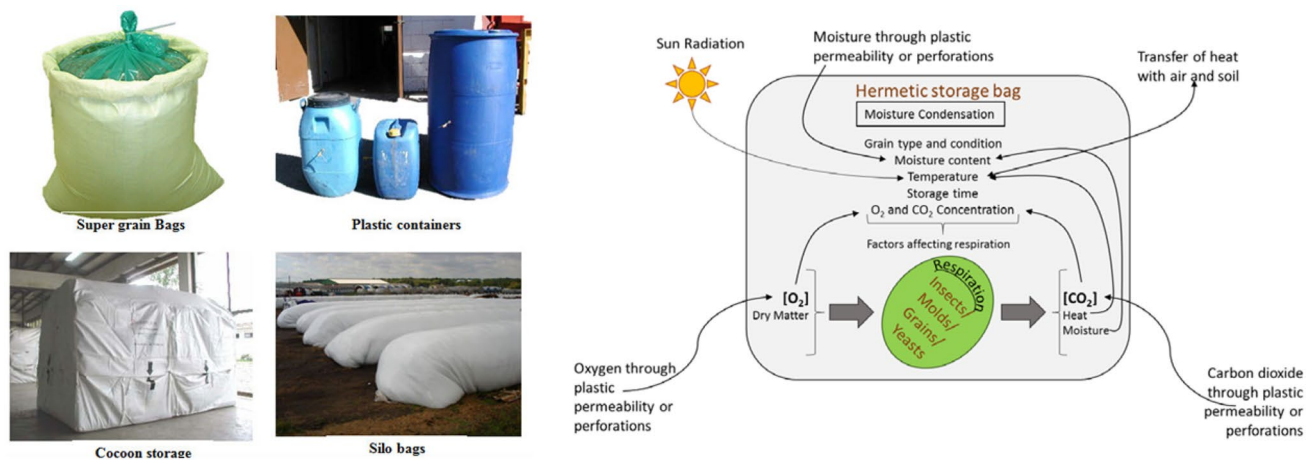 Super grain Bags
Plastic containers
Cocoon storage
Silo bags
Sun Radiation
Moisture through plastic
permeability or perforations
Transfer of heat
with air and soil
Hermetic storage bag
Moisture Condensation
Grain type and condition
Moisture content
Temperature
Storage time
O₂ and CO₂ Concentration
Factors affecting respiration
[O₂]
Dry Matter
Respiration
Insects/
Molds/
Grains/
Yeasts
[CO₂]
Heat
Moisture
Oxygen through
plastic
permeability or
perforations
Carbon dioxide
through plastic
permeability or
perforations